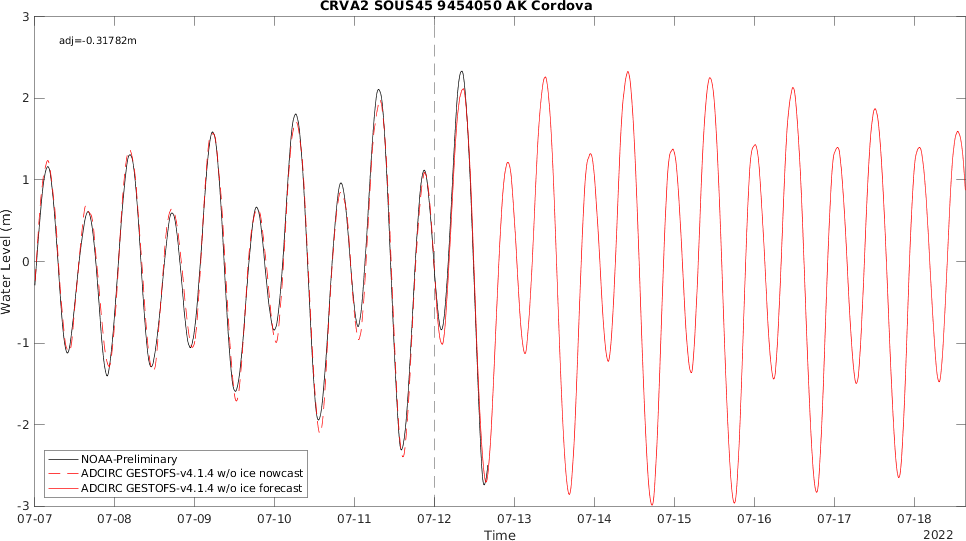 CRVA2 SOUS45 9454050 AK Cordova
adj=-0.31782m
3
2
1
0
-1
-2
-3
Water Level (m)
NOAA-Preliminary
ADCIRC GESTOFS-v4.1.4 w/o ice nowcast
ADCIRC GESTOFS-v4.1.4 w/o ice forecast
07-07 07-08 07-09 07-10 07-11 07-12 07-13 07-14 07-15 07-16 07-17 07-18
Time
2022